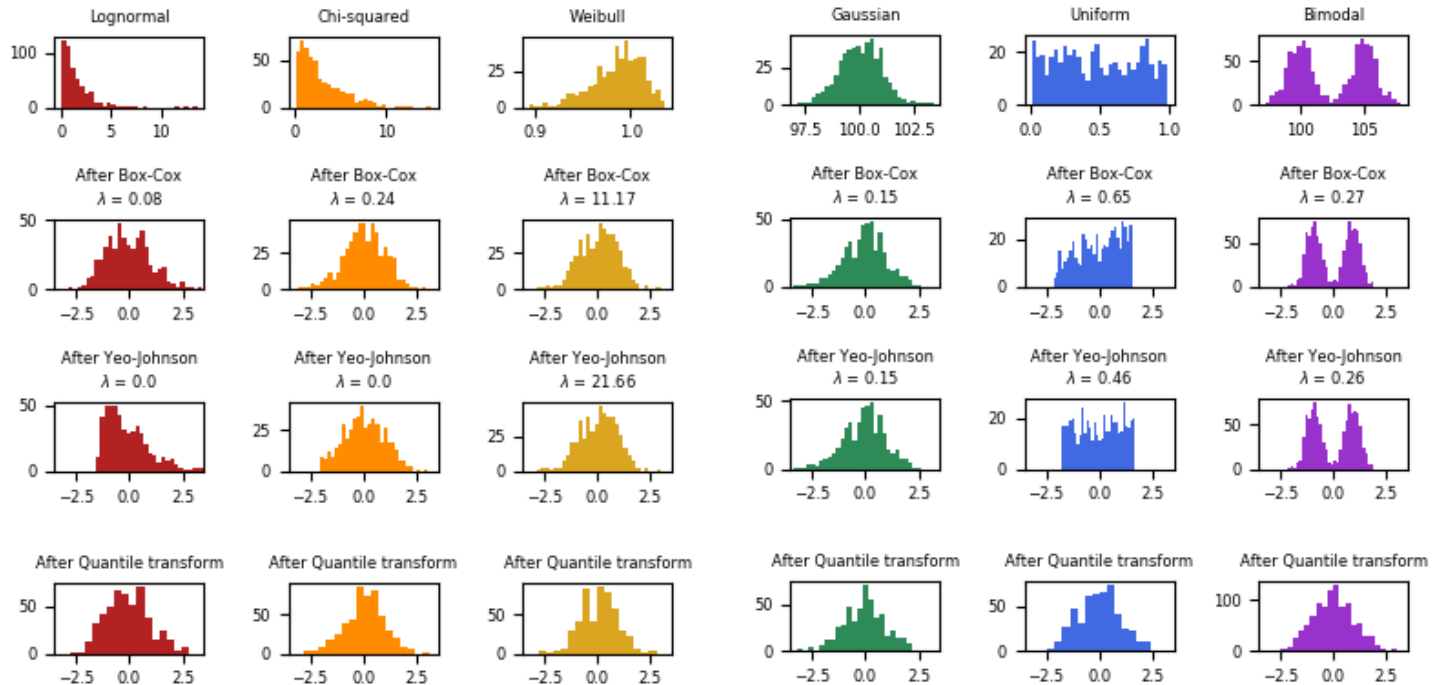 Lognormal Chi-squared Weibull Gaussian Uniform Bimodal
100 50 25 25 20 50
0 0 0 0 0 0
0 5 10 0 10 0.9 1.0 97.5 100.0 102.5 0.0 0.5 1.0 100 105
After Box-Cox After Box-Cox After Box-Cox After Box-Cox After Box-Cox After Box-Cox
λ = 0.08 λ = 0.24 λ = 11.17 λ = 0.15 λ = 0.65 λ = 0.27
50 25 25 50 20 50
0 0 0 0 0 0
−2.5 0.0 2.5 −2.5 0.0 2.5 −2.5 0.0 2.5 −2.5 0.0 2.5 −2.5 0.0 2.5 −2.5 0.0 2.5
After Yeo-Johnson After Yeo-Johnson After Yeo-Johnson After Yeo-Johnson After Yeo-Johnson After Yeo-Johnson
λ = 0.0 λ = 0.0 λ = 21.66 λ = 0.15 λ = 0.46 λ = 0.26
50 25 25 50 20 50
0 0 0 0 0 0
−2.5 0.0 2.5 −2.5 0.0 2.5 −2.5 0.0 2.5 −2.5 0.0 2.5 −2.5 0.0 2.5 −2.5 0.0 2.5
After Quantile transform After Quantile transform After Quantile transform After Quantile transform After Quantile transform After Quantile transform
50 50 50 50 50 100
0 0 0 0 0 0
−2.5 0.0 2.5 −2.5 0.0 2.5 −2.5 0.0 2.5 −2.5 0.0 2.5 −2.5 0.0 2.5 −2.5 0.0 2.5